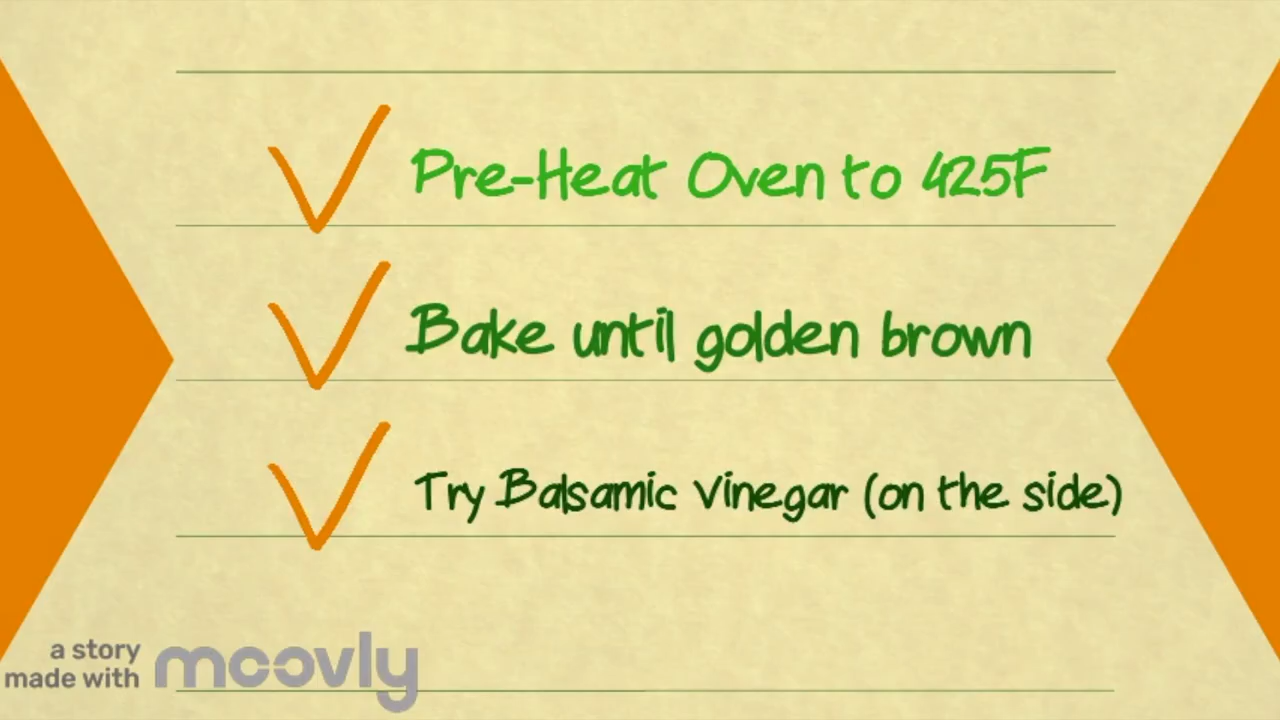 Pre-Heat Oven to 425F
Bake until golden brown
Try Balsamic Vinegar (on the side)
a story
made with moovly